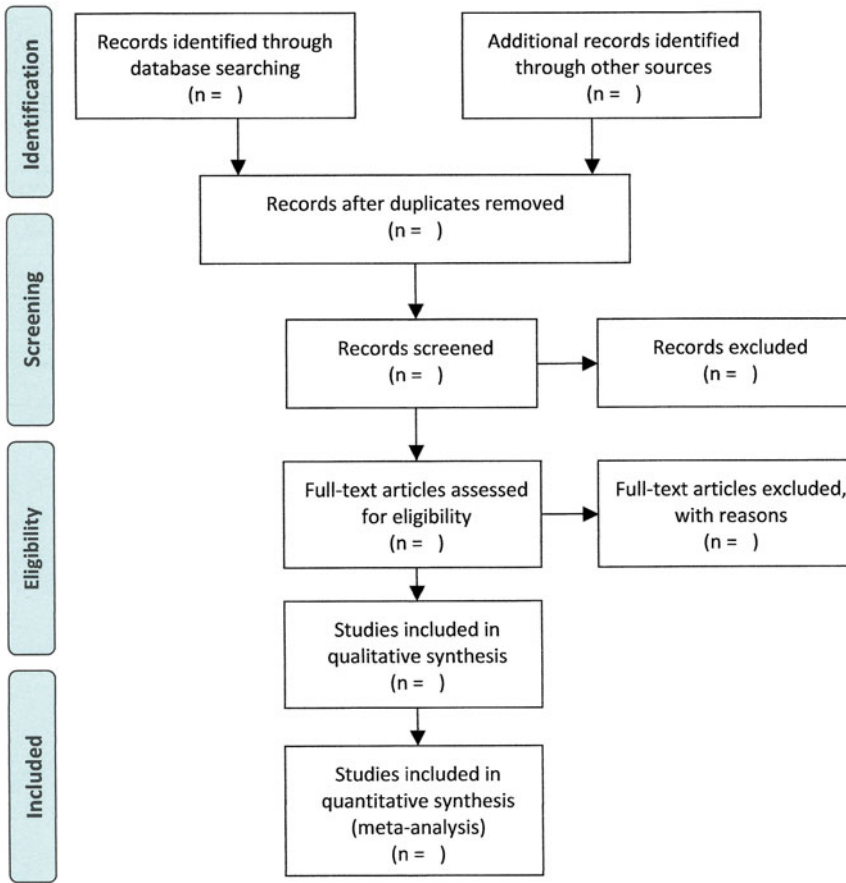 Identification
Records identified through
database searching
(n =   )
Additional records identified
through other sources
(n =   )
Records after duplicates removed
(n =   )
Screening
Records screened
(n =   )
Records excluded
(n =   )
Eligibility
Full-text articles assessed
for eligibility
(n =   )
Full-text articles excluded,
with reasons
(n =   )
Studies included in
qualitative synthesis
(n =   )
Included
Studies included in
quantitative synthesis
(meta-analysis)
(n =   )